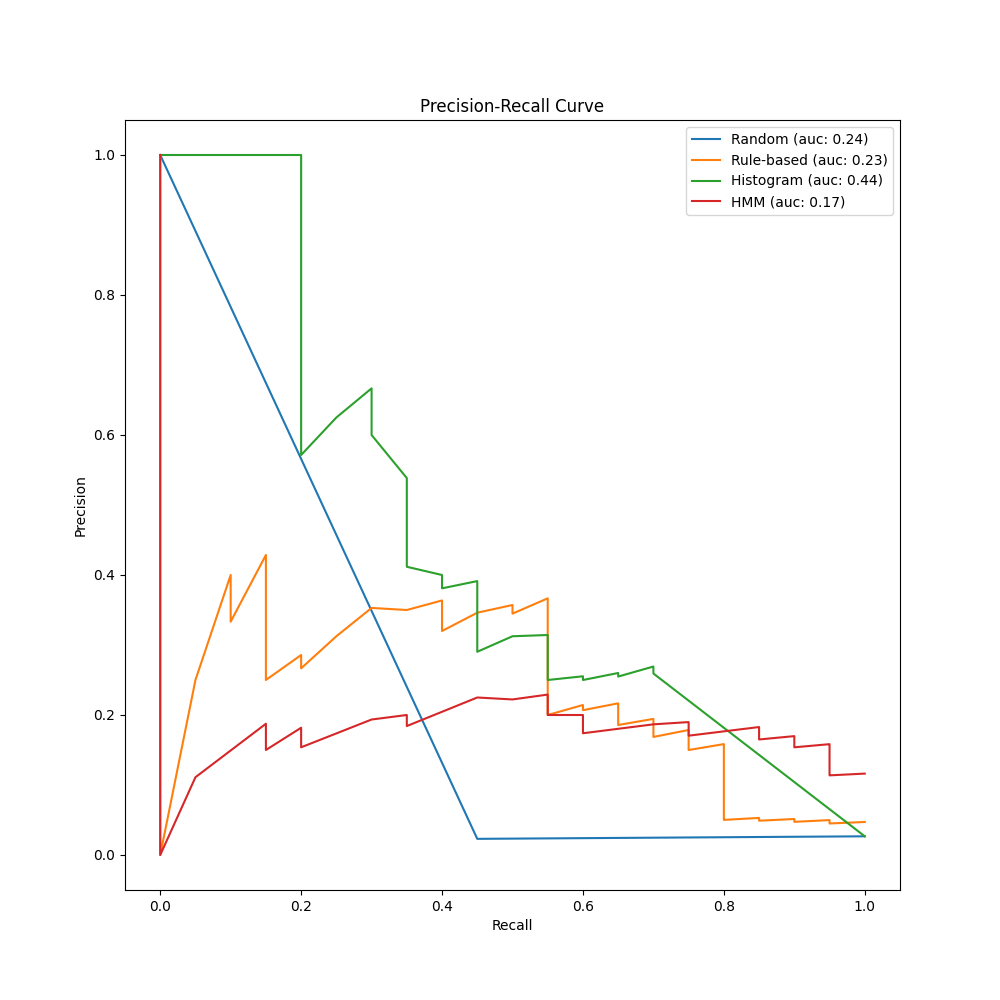 Precision-Recall Curve
Random (auc: 0.24)
Rule-based (auc: 0.23)
Histogram (auc: 0.44)
HMM (auc: 0.17)
Precision
1.0
0.8
0.6
0.4
0.2
0.0
0.0 0.2 0.4 0.6 0.8 1.0
Recall